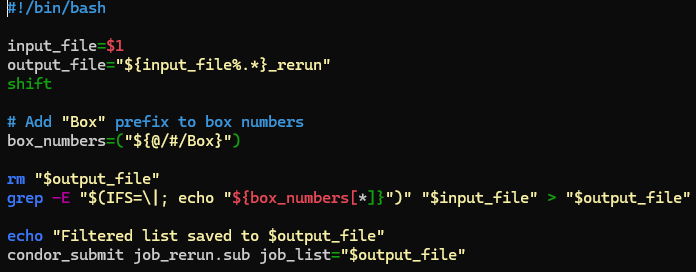 #!/bin/bash
input_file=$1
output_file="${input_file%.*}_rerun"
shift
# Add "Box" prefix to box numbers
box_numbers=("${@/#/Box}")
rm "$output_file"
grep -E "$(IFS=\|; echo "${box_numbers[*]}")" "$input_file" > "$output_file"
echo "Filtered list saved to $output_file"
condor_submit job_rerun.sub job_list="$output_file"